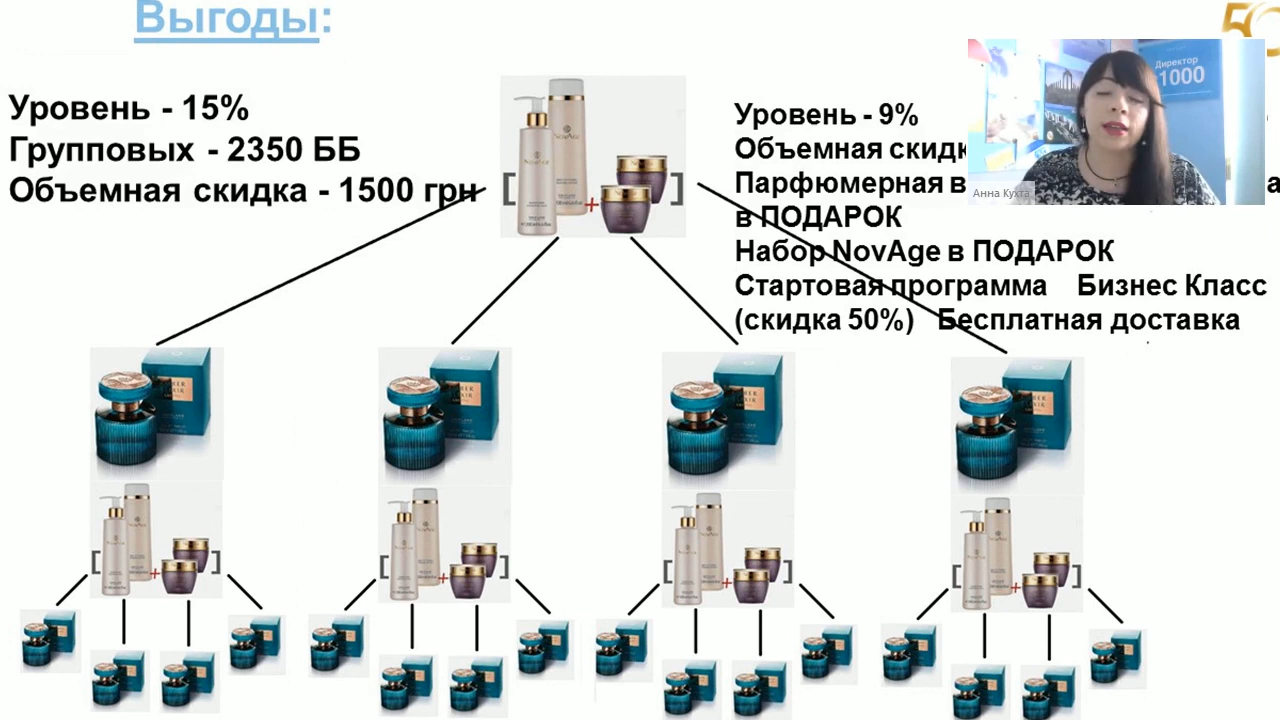 Выгоды:
50
Директор
1000
Анна Кухта
Уровень - 15%
Групповых - 2350 ББ
Объемная скидка - 1500 грн
Уровень - 9%
Объемная скидк
Парфюмерная в
в ПОДАРОК
Набор NovAge в ПОДАРОК
Стартовая программа Бизнес Класс
(скидка 50%) Бесплатная доставка